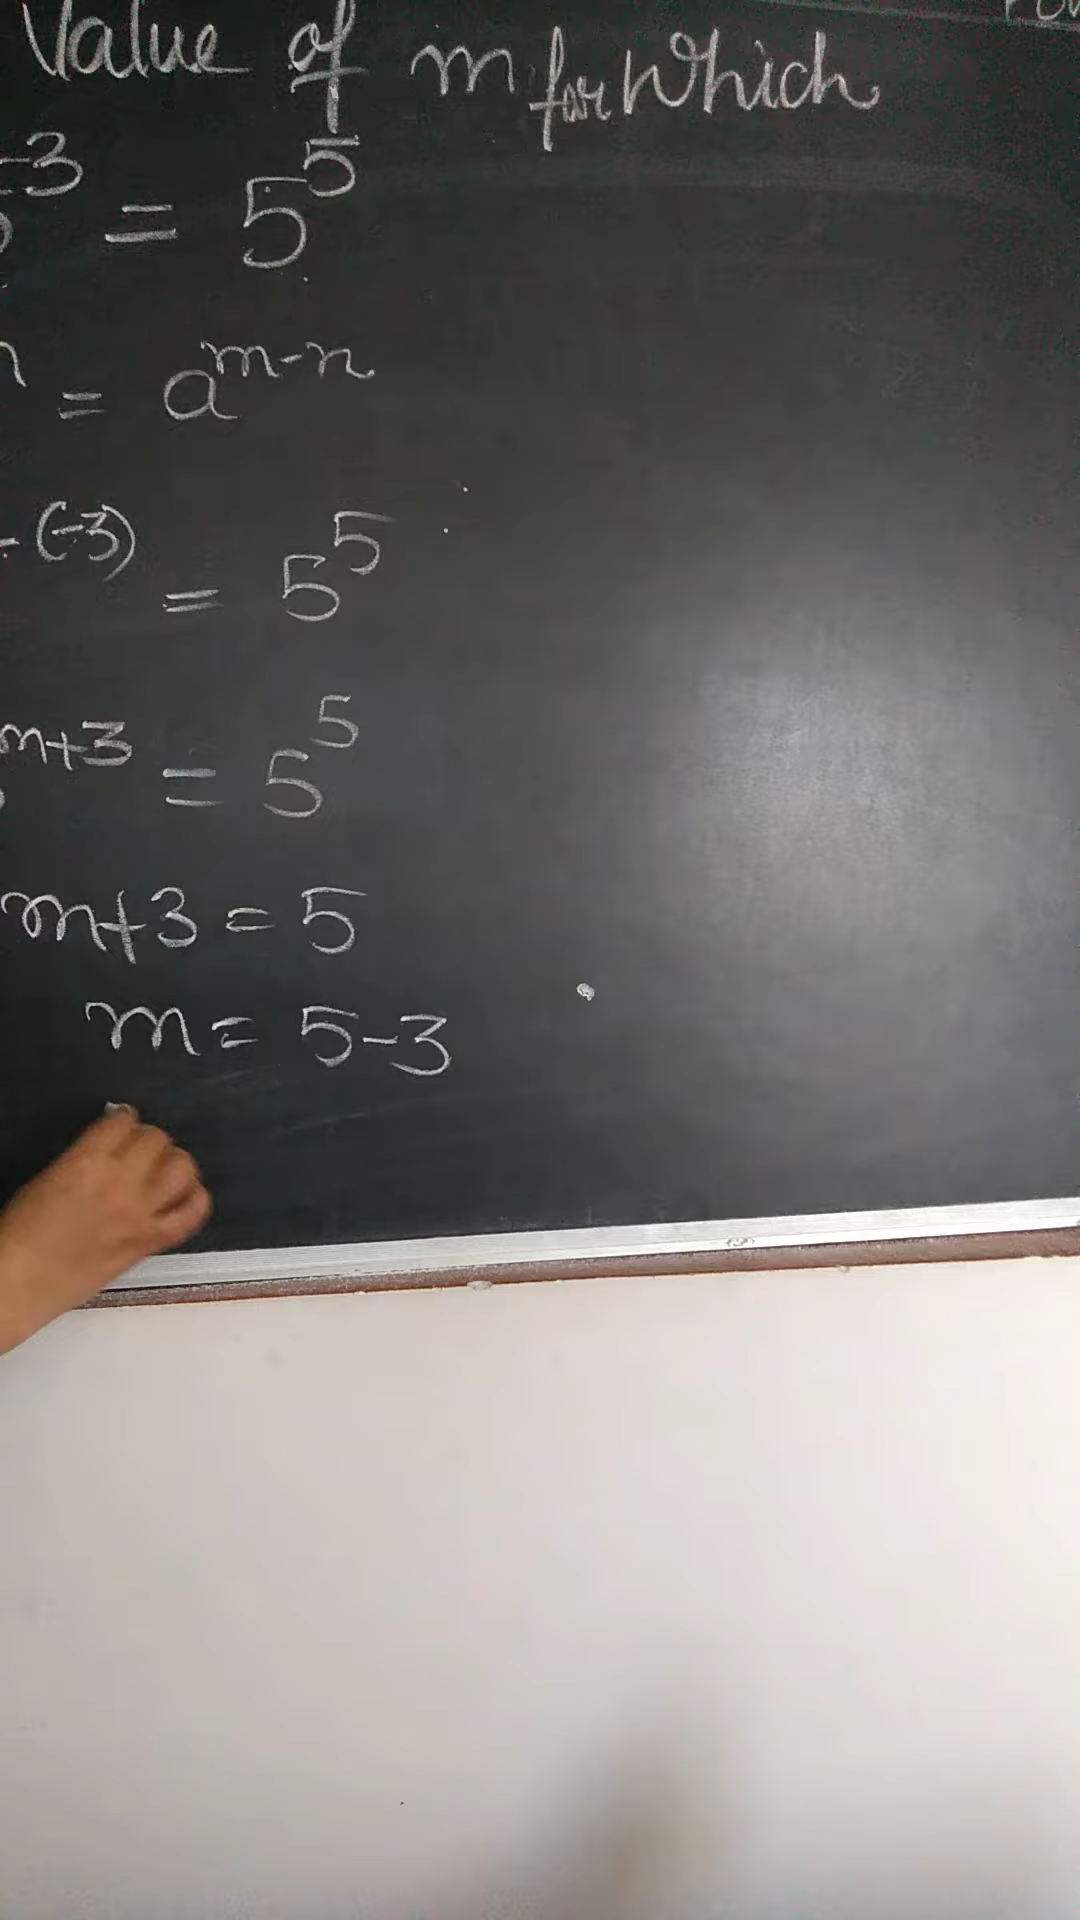 Value of m for which
-3 = 5^5
= a^{m-n}
-(-3) = 5^5
m+3 = 5^5
m+3 = 5
m = 5-3